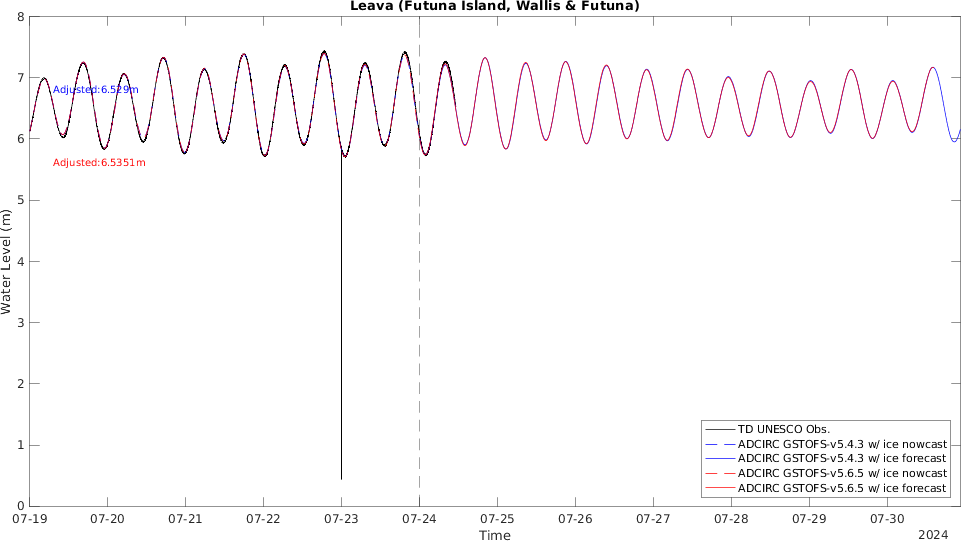 Leava (Futuna Island, Wallis & Futuna)
8
7
6
5
4
3
2
1
0
Water Level (m)
Adjusted:6.529m
Adjusted:6.5351m
TD UNESCO Obs.
ADCIRC GSTOFS-v5.4.3 w/ ice nowcast
ADCIRC GSTOFS-v5.4.3 w/ ice forecast
ADCIRC GSTOFS-v5.6.5 w/ ice nowcast
ADCIRC GSTOFS-v5.6.5 w/ ice forecast
07-19 07-20 07-21 07-22 07-23 07-24 07-25 07-26 07-27 07-28 07-29 07-30
Time
2024